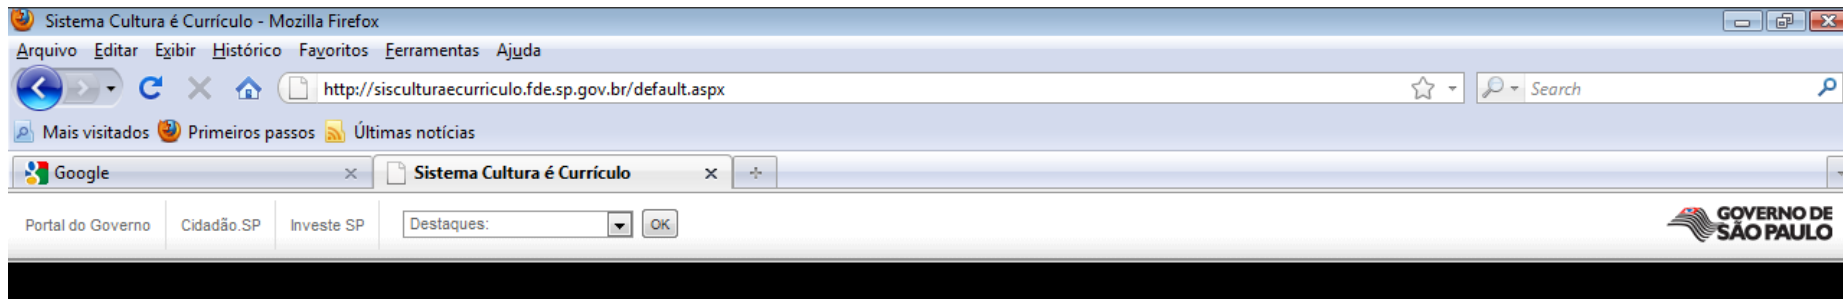 Sistema Cultura é Currículo - Mozilla Firefox
Arquivo Editar Exibir Histórico Favoritos Ferramentas Ajuda
http://sisculturaecurriculo.fde.sp.gov.br/default.aspx Search
Mais visitados Primeiros passos Últimas notícias
Google Sistema Cultura é Currículo
Portal do Governo Cidadão.SP Investe SP Destaques: OK GOVERNO DE
SÃO PAULO